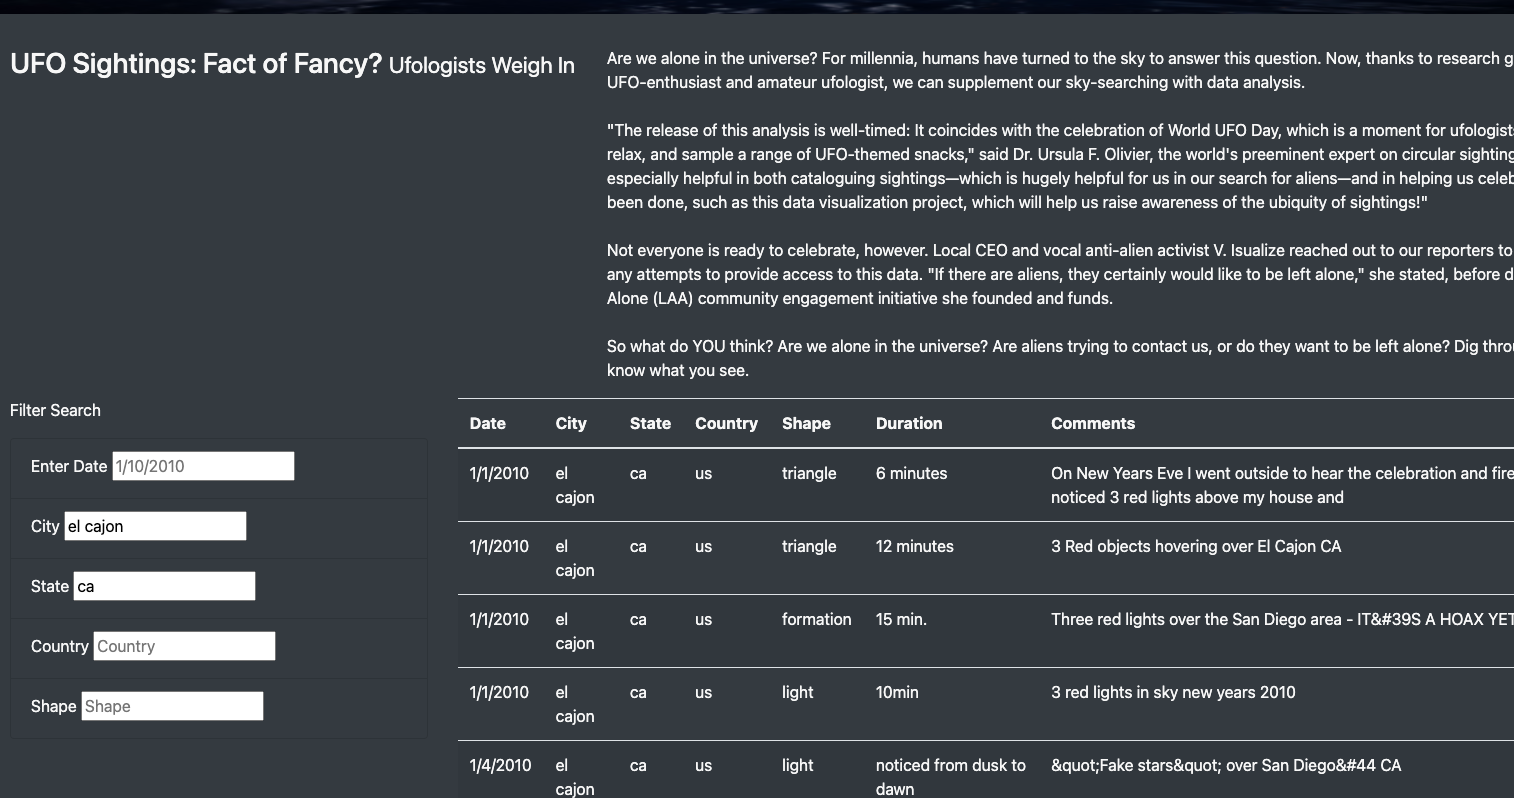 UFO Sightings: Fact of Fancy? Ufologists Weigh In
Are we alone in the universe? For millennia, humans have turned to the sky to answer this question. Now, thanks to research
UFO-enthusiast and amateur ufologist, we can supplement our sky-searching with data analysis.
"The release of this analysis is well-timed: It coincides with the celebration of World UFO Day, which is a moment for
relax, and sample a range of UFO-themed snacks," said Dr. Ursula F. Olivier, the world's preeminent expert on circular
especially helpful in both cataloguing sightings—which is hugely helpful for us in our search for aliens—and in helping us
been done, such as this data visualization project, which will help us raise awareness of the ubiquity of sightings!"
Not everyone is ready to celebrate, however. Local CEO and vocal anti-alien activist V. Isualize reached out to our reporters to
any attempts to provide access to this data. "If there are aliens, they certainly would like to be left alone," she stated, before
Alone (LAA) community engagement initiative she founded and funds.
So what do YOU think? Are we alone in the universe? Are aliens trying to contact us, or do they want to be left alone? Dig
know what you see.
Filter Search
Enter Date 1/10/2010
City el cajon
State ca
Country Country
Shape Shape
Date City State Country Shape Duration Comments
1/1/2010 el ca us triangle 6 minutes On New Years Eve I went outside to hear the celebration and
cajon noticed 3 red lights above my house and
1/1/2010 el ca us triangle 12 minutes 3 Red objects hovering over El Cajon CA
cajon
1/1/2010 el ca us formation 15 min. Three red lights over the San Diego area - IT&#39S A HOAX YET
cajon
1/1/2010 el ca us light 10min 3 red lights in sky new years 2010
cajon
1/4/2010 el ca us light noticed from dusk to &quot;Fake stars&quot; over San Diego&#44 CA
cajon dawn